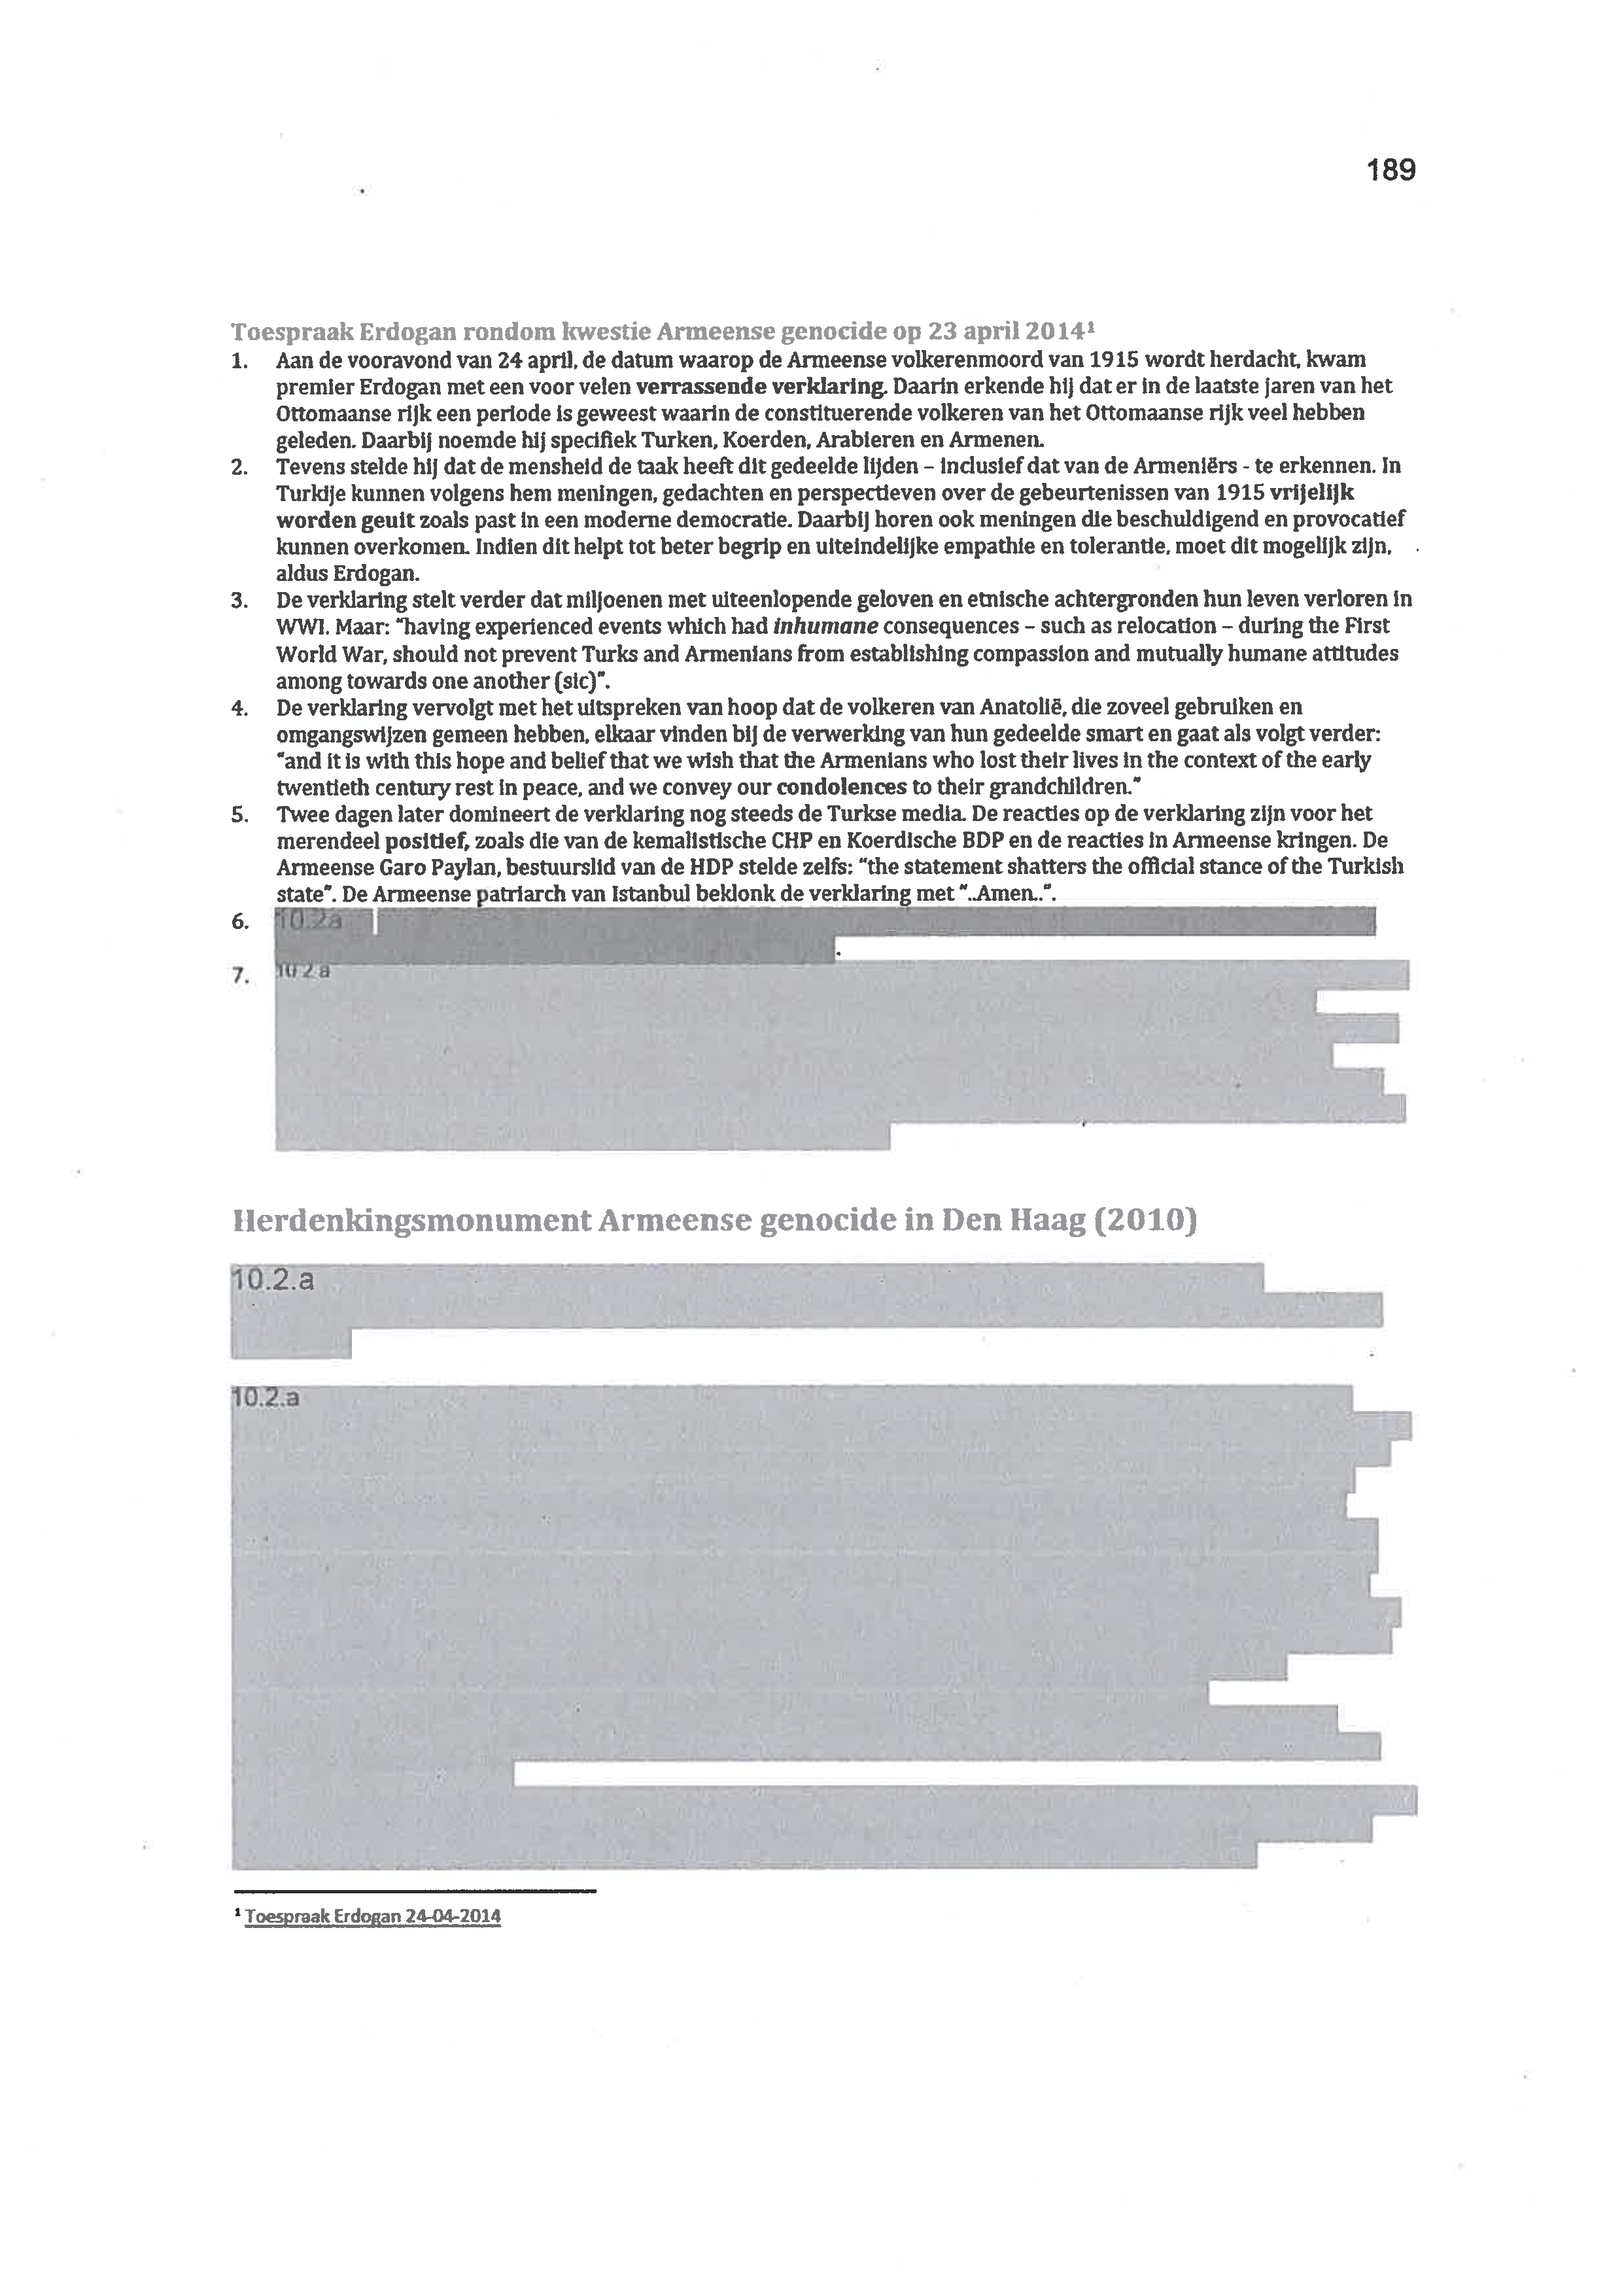 189
Toespraak Erdogan rondom kwestie Armeense genocide op 23 april 2014¹
1. Aan de vooravond van 24 april, de datum waarop de Armeense volkerenmoord van 1915 wordt herdacht, kwam
premier Erdogan met een voor velen verrassende verklaring. Daarin erkende hij dat er in de laatste jaren van het
Ottomaanse rijk een periode is geweest waarin de constituerende volkeren van het Ottomaanse rijk veel hebben
geleden. Daarbij noemde hij specifiek Turken, Koerden, Arabieren en Armenen.
2. Tevens stelde hij dat de mensheid de taak heeft dit gedeelde lijden – inclusief dat van de Armeniërs - te erkennen. In
Turkije kunnen volgens hem meningen, gedachten en perspectieven over de gebeurtenissen van 1915 vrijelijk
worden geuit zoals past in een moderne democratie. Daarbij horen ook meningen die beschuldigend en provocatief
kunnen overkomen. Indien dit helpt tot beter begrip en uiteindelijke empathie en tolerantie, moet dit mogelijk zijn,
aldus Erdogan.
3. De verklaring stelt verder dat miljoenen met uiteenlopende geloven en etnische achtergronden hun leven verloren in
WWI. Maar: "having experienced events which had inhumane consequences – such as relocation – during the First
World War, should not prevent Turks and Armenians from establishing compassion and mutually humane attitudes
among towards one another (sic)".
4. De verklaring vervolgt met het uitspreken van hoop dat de volkeren van Anatolië, die zoveel gebruiken en
omgangswijzen gemeen hebben, elkaar vinden bij de verwerking van hun gedeelde smart en gaat als volgt verder:
"and it is with this hope and belief that we wish that the Armenians who lost their lives in the context of the early
twentieth century rest in peace, and we convey our condolences to their grandchildren."
5. Twee dagen later domineert de verklaring nog steeds de Turkse media. De reacties op de verklaring zijn voor het
merendeel positief, zoals die van de kemalistische CHP en Koerdische BDP en de reacties in Armeense kringen. De
Armeense Garo Paylan, bestuurslid van de HDP stelde zelfs: "the statement shatters the official stance of the Turkish
state". De Armeense patriarch van Istanbul beklonk de verklaring met "..Amen..".
6. 10.2a
7. 10 2 a
Herdenkingsmonument Armeense genocide in Den Haag (2010)
10.2.a
10.2.a
¹ Toespraak Erdogan 24-04-2014